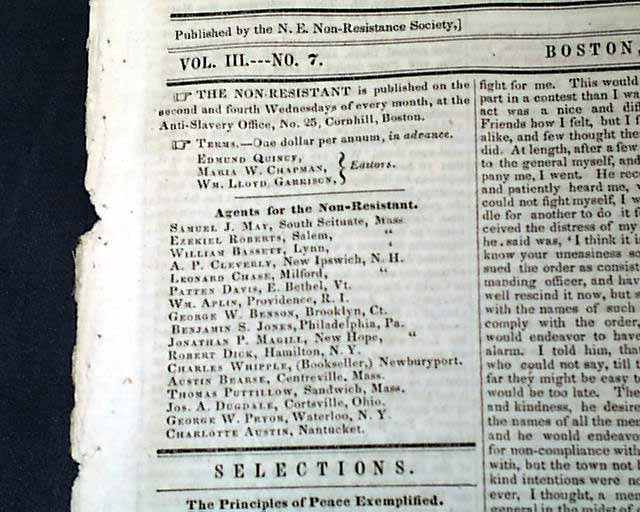 Published by the N. E. Non-Resistance Society,]
VOL. III.---NO. 7.
BOSTON,
☞ THE NON-RESISTANT is published on the
second and fourth Wednesdays of every month, at the
Anti-Slavery Office, No. 25, Cornhill, Boston.
☞ TERMS.—One dollar per annum, in advance.
EDMUND QUINCY,
MARIA W. CHAPMAN, } Editors.
WM. LLOYD GARRISON,
Agents for the Non-Resistant.
SAMUEL J. MAY, South Scituate, Mass.
EZEKIEL ROBERTS, Salem, "
WILLIAM BASSETT, Lynn, "
A. P. CLEVERLY, New Ipswich, N. H.
LEONARD CHASE, Milford, "
PATTEN DAVIS, E. Bethel, Vt.
WM. APLIN, Providence, R. I.
GEORGE W. BENSON, Brooklyn, Ct.
BENJAMIN S. JONES, Philadelphia, Pa.
JONATHAN P. MAGILL, New Hope, "
ROBERT DICK, Hamilton, N. Y.
CHARLES WHIPPLE, (Bookseller,) Newburyport.
AUSTIN BEARSE, Centreville, Mass.
THOMAS PUTTILLOW, Sandwich, Mass.
JOS. A. DUGDALE, Cortsville, Ohio.
GEORGE W. PRYOR, Waterloo, N. Y.
CHARLOTTE AUSTIN, Nantucket.
SELECTIONS.
The Principles of Peace Exemplified.
fight for me. This would
part in a contest than I wa
act was a nice and di
Friends how I felt, but I f
alike, and few thought the
did. At length, after a few
to the general myself, and
pany me, I went. He rec
and patiently heard me,
could not fight myself, I w
dle for another to do it
ceived the distress of my
he said was, 'I think it
know your uneasiness so
sued the order as consist
manding officer, and hav
well rescind it now, but
with the names of such
comply with the order,
would endeavor to have
alarm. I told him, tha
who could not say, till t
far they might be easy t
would be too late. The
and kindness, he desire
the names of all the me
and he would endeavo
for non-compliance with
with, but the town not
kind intentions were no
ever, I thought, a me
general in the midst of